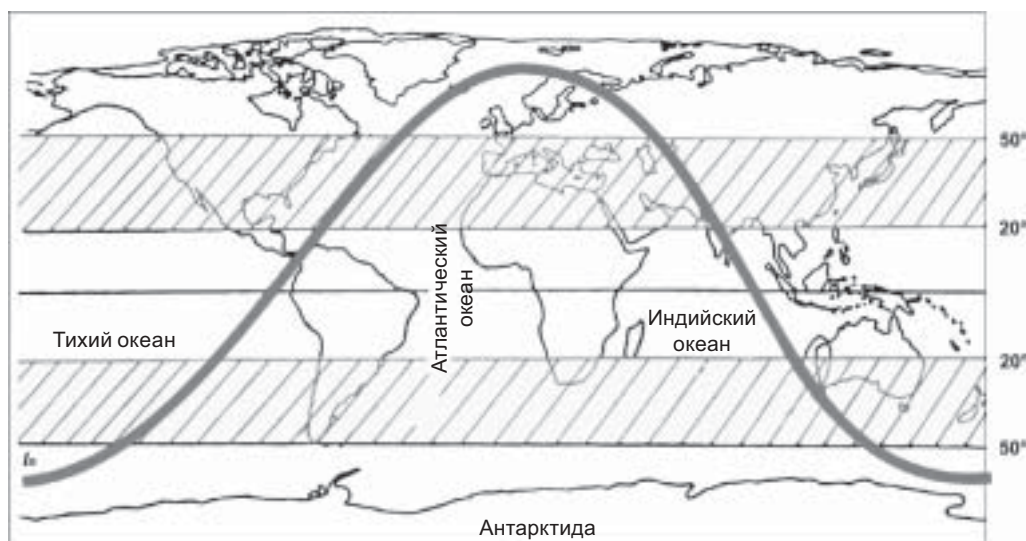 50°
20°
Атлантический
океан
Тихий океан
Индийский
океан
20°
50°
Антарктида